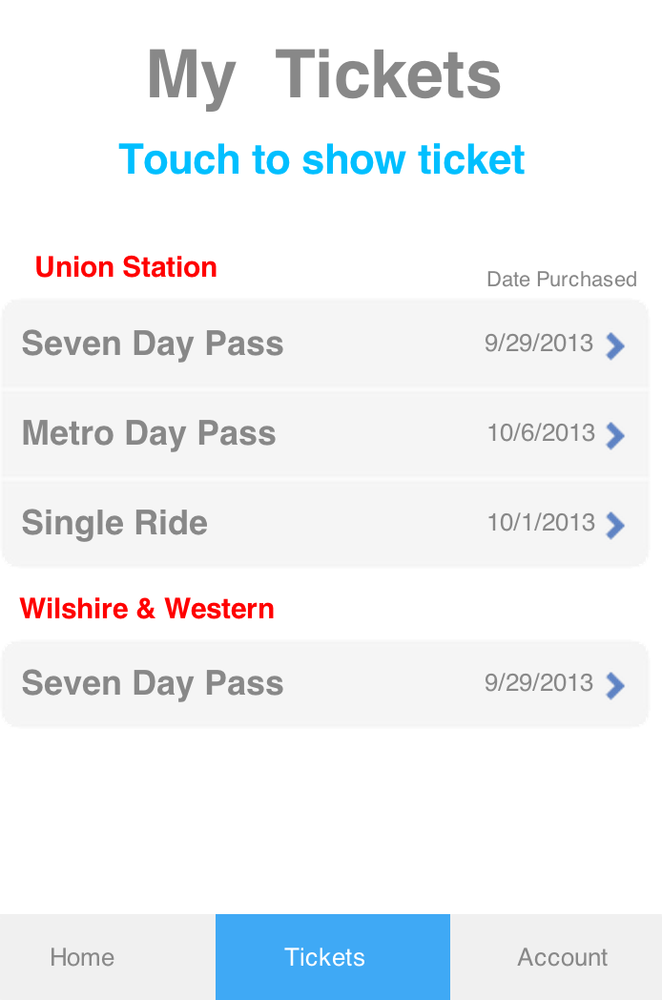 My Tickets
Touch to show ticket
Union Station
Date Purchased
Seven Day Pass 9/29/2013
Metro Day Pass 10/6/2013
Single Ride 10/1/2013
Wilshire & Western
Seven Day Pass 9/29/2013
Home Tickets Account